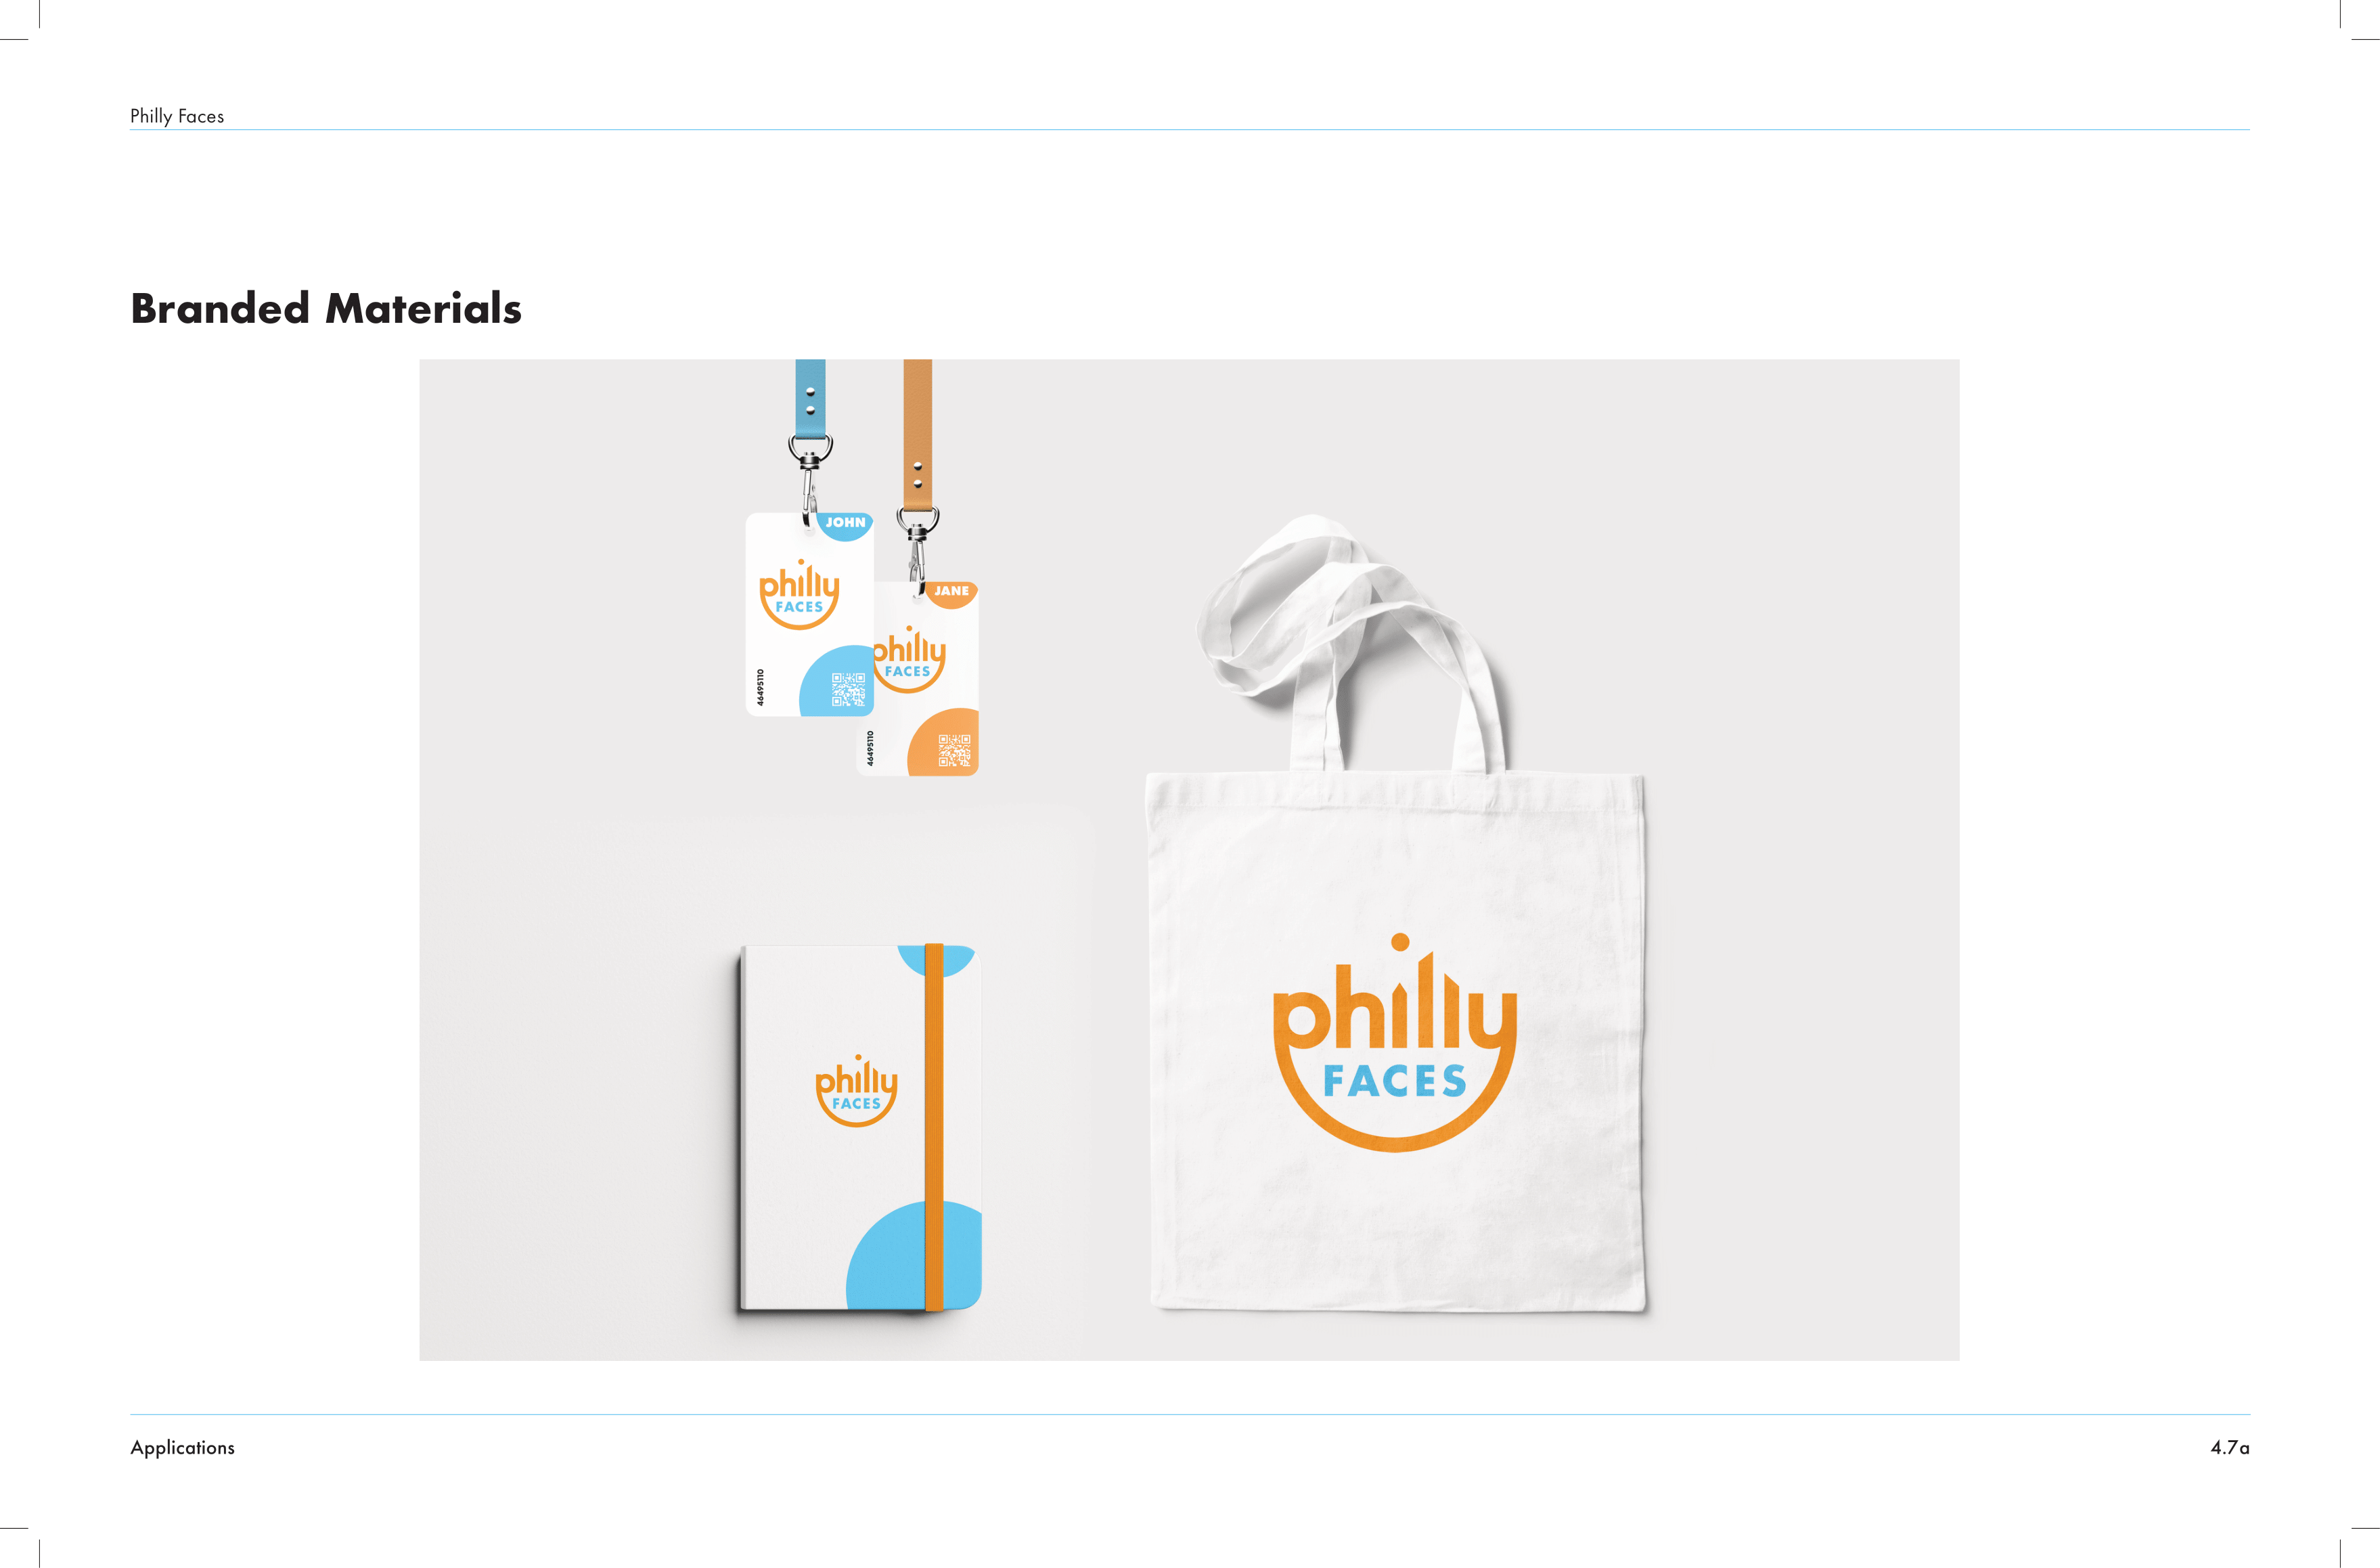 Philly Faces
Branded Materials
JOHN
philly
FACES
46495110
JANE
philly
FACES
46495110
philly
FACES
philly
FACES
Applications
4.7a